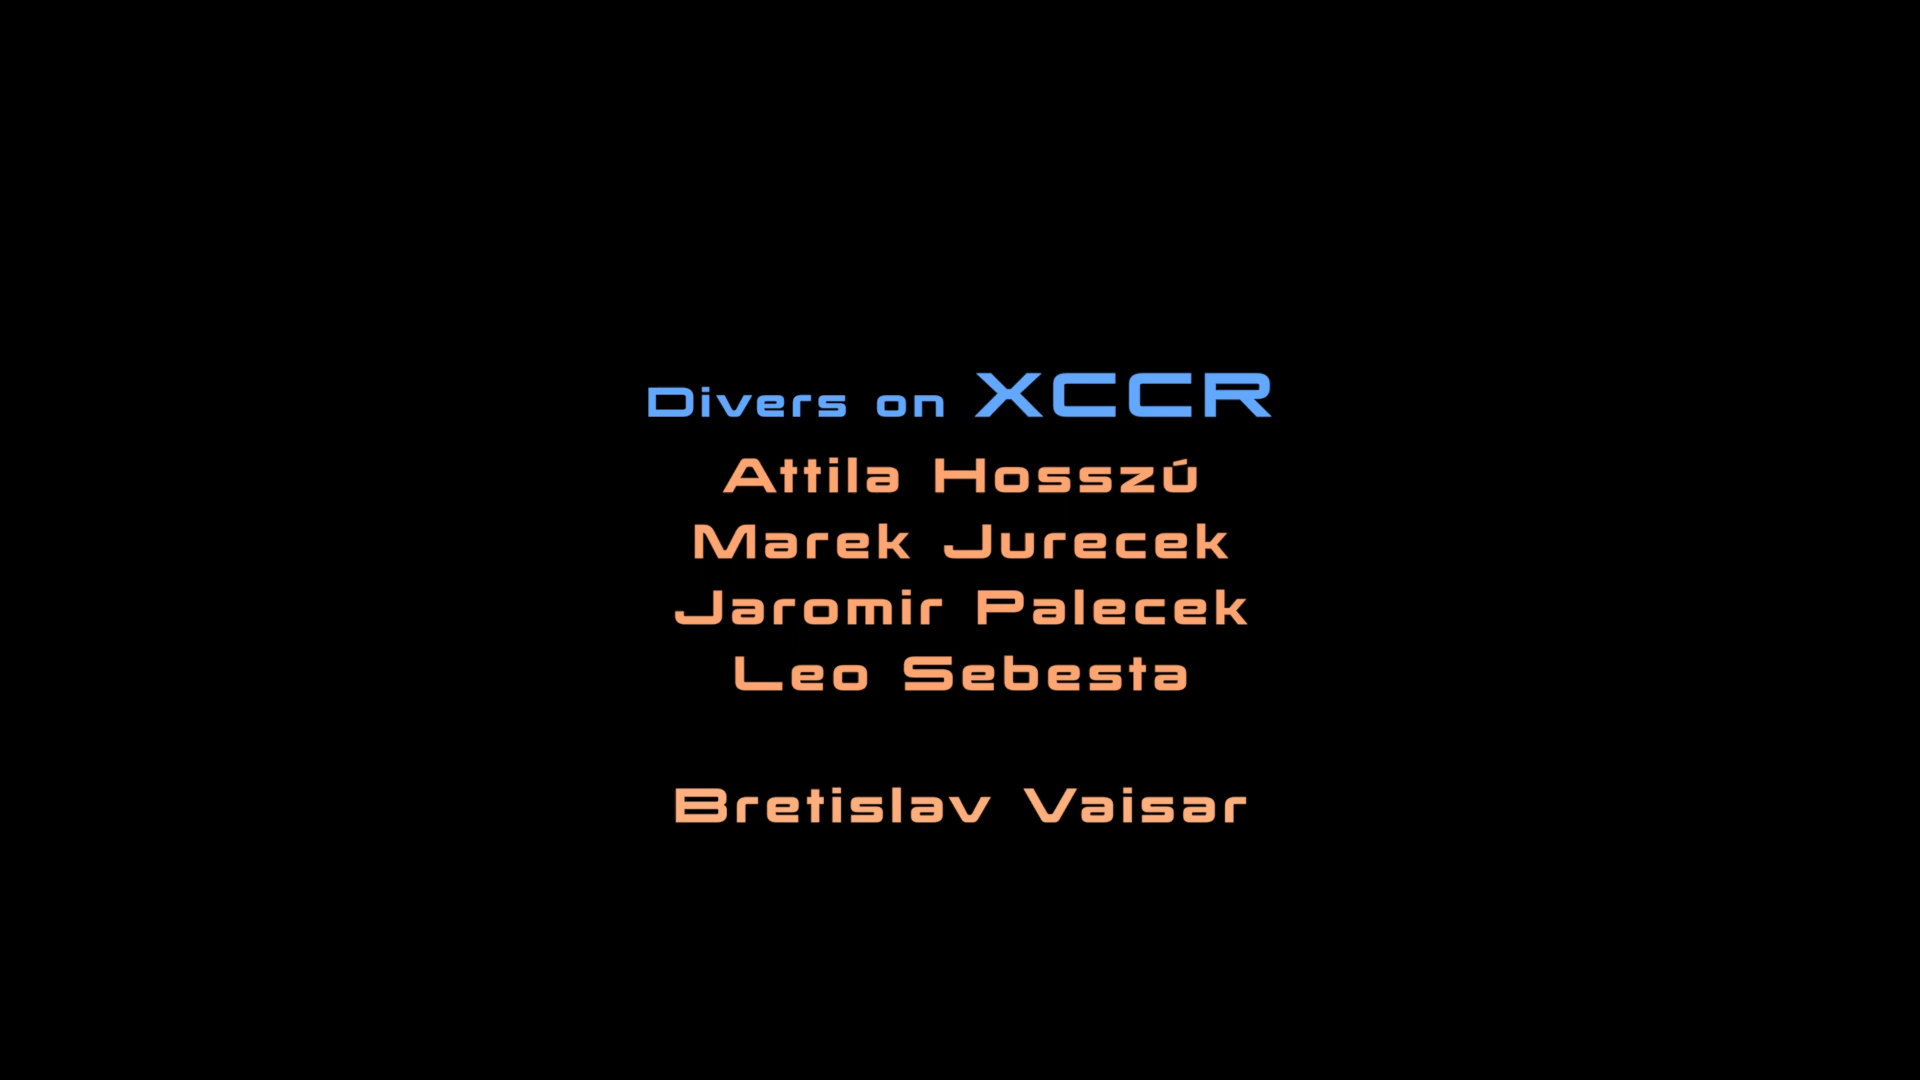 Divers on XCCR
Attila Hosszú
Marek Jurecek
Jaromir Palecek
Leo Sebesta
Bretislav Vaisar